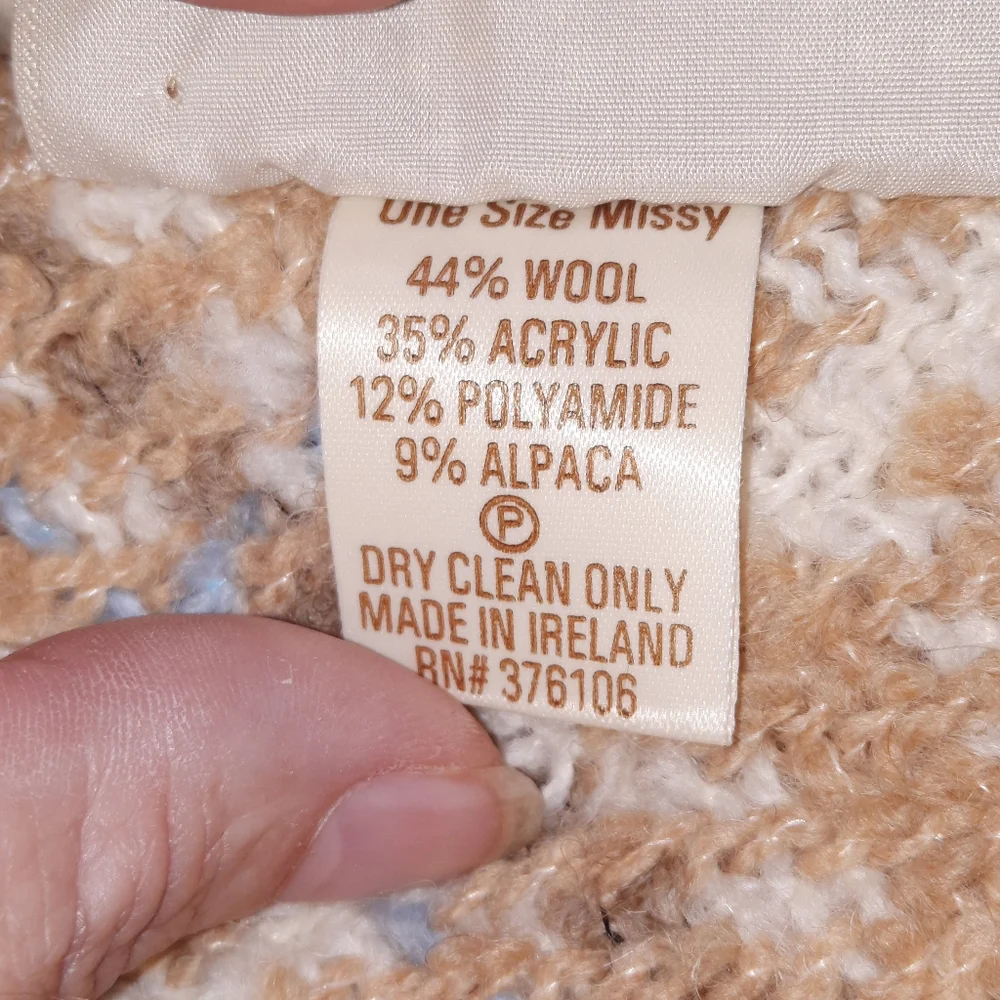 One Size Missy
44% WOOL
35% ACRYLIC
12% POLYAMIDE
9% ALPACA
P
DRY CLEAN ONLY
MADE IN IRELAND
RN# 376106